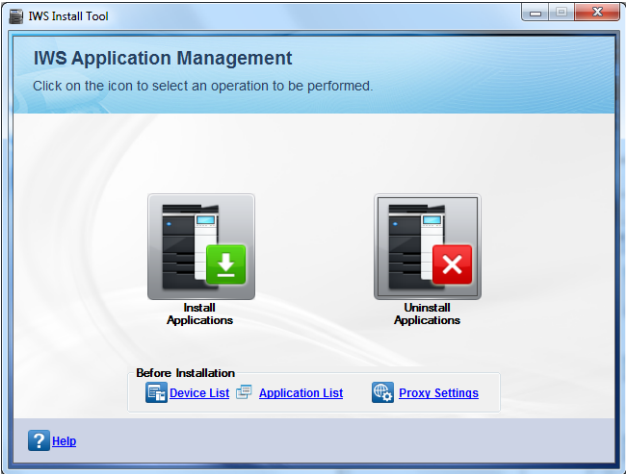 IWS Install Tool
IWS Application Management
Click on the icon to select an operation to be performed.
Install
Applications
Uninstall
Applications
Before Installation
Device List
Application List
Proxy Settings
? Help